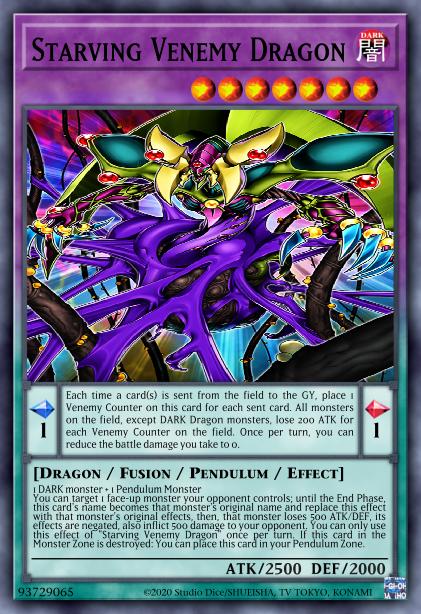 STARVING VENEMY DRAGON
DARK
闇
Each time a card(s) is sent from the field to the GY, place 1
Venemy Counter on this card for each sent card. All monsters
on the field, except DARK Dragon monsters, lose 200 ATK for
each Venemy Counter on the field. Once per turn, you can
reduce the battle damage you take to 0.
1
1
[DRAGON / FUSION / PENDULUM / EFFECT]
1 DARK monster + 1 Pendulum Monster
You can target 1 face-up monster your opponent controls; until the End Phase,
this card's name becomes that monster's original name and replace this effect
with that monster's original effects, then, that monster loses 500 ATK/DEF, its
effects are negated, also inflict 500 damage to your opponent. You can only use
this effect of "Starving Venemy Dragon" once per turn. If this card in the
Monster Zone is destroyed: You can place this card in your Pendulum Zone.
ATK/2500 DEF/2000
93729065
©2020 Studio Dice/SHUEISHA, TV TOKYO, KONAMI